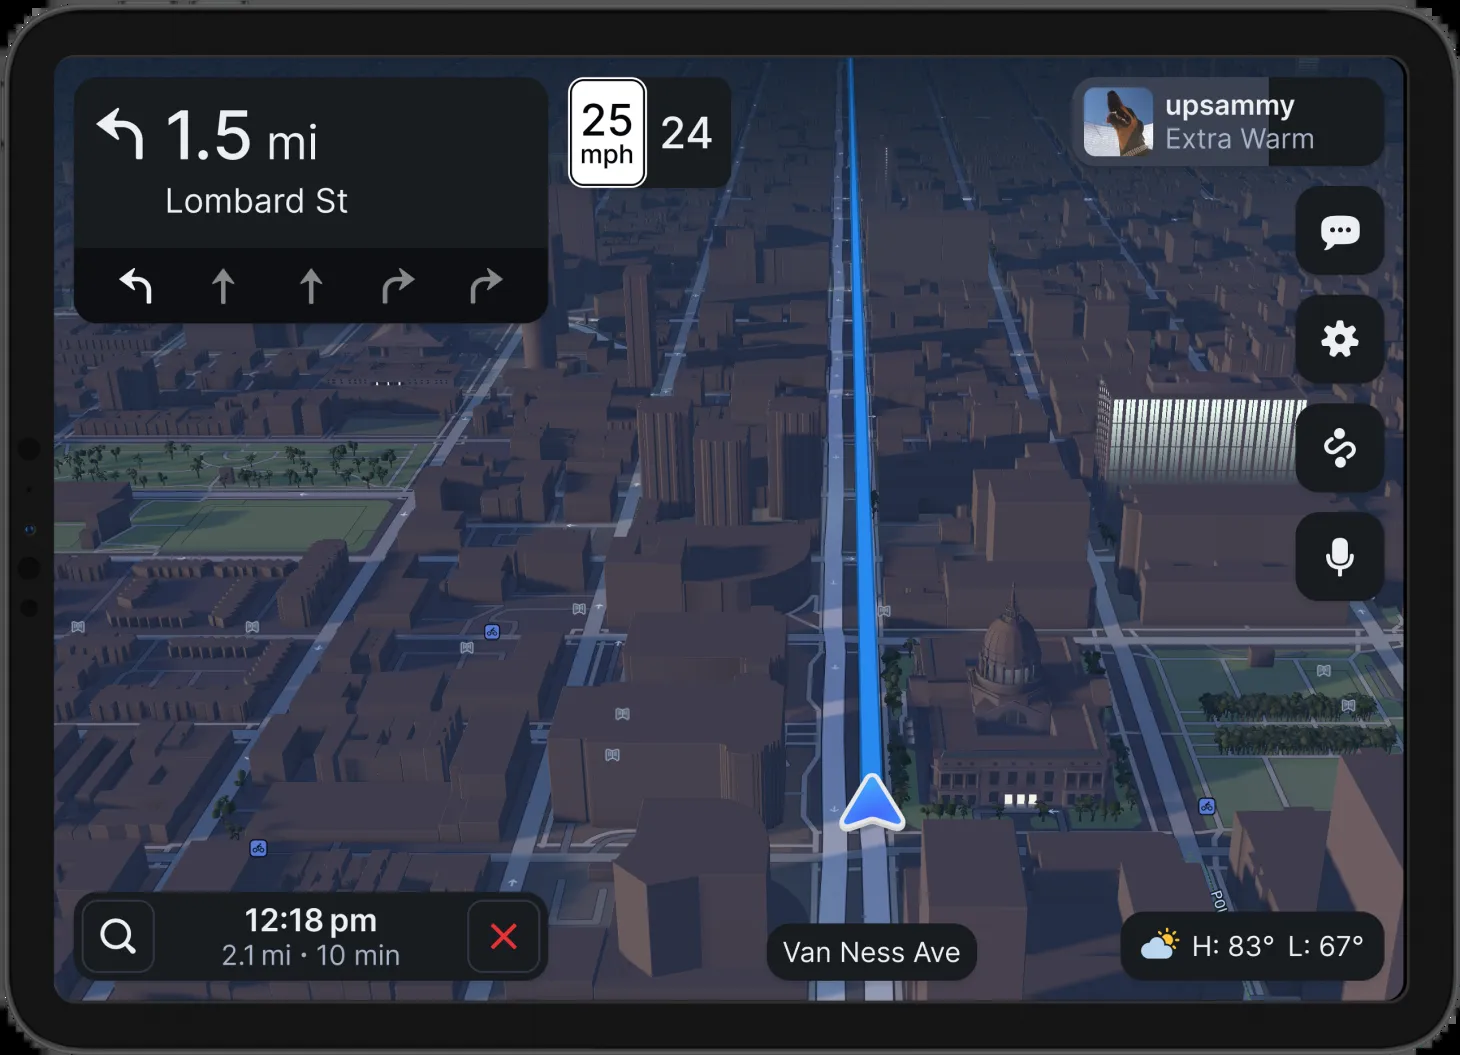 1.5 mi
Lombard St
25
mph
24
upsammy
Extra Warm
12:18 pm
2.1 mi · 10 min
Van Ness Ave
H: 83° L: 67°